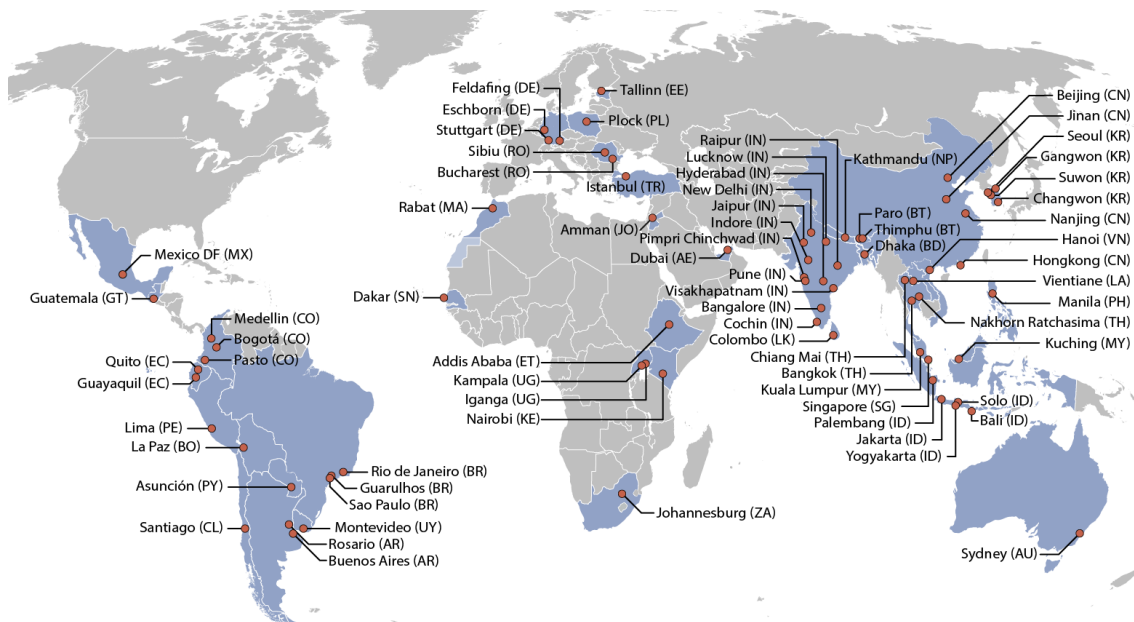 Feldafing (DE)
Eschborn (DE)
Stuttgart (DE)
Sibiu (RO)
Bucharest (RO)
Tallinn (EE)
Plock (PL)
Istanbul (TR)
Rabat (MA)
Amman (JO)
Dubai (AE)
Dakar (SN)
Addis Ababa (ET)
Kampala (UG)
Iganga (UG)
Nairobi (KE)
Johannesburg (ZA)
Mexico DF (MX)
Guatemala (GT)
Medellin (CO)
Bogotá (CO)
Pasto (CO)
Quito (EC)
Guayaquil (EC)
Lima (PE)
La Paz (BO)
Asunción (PY)
Santiago (CL)
Rio de Janeiro (BR)
Guarulhos (BR)
Sao Paulo (BR)
Montevideo (UY)
Rosario (AR)
Buenos Aires (AR)
Raipur (IN)
Lucknow (IN)
Hyderabad (IN)
New Delhi (IN)
Jaipur (IN)
Indore (IN)
Pimpri Chinchwad (IN)
Pune (IN)
Visakhapatnam (IN)
Bangalore (IN)
Cochin (IN)
Colombo (LK)
Kathmandu (NP)
Paro (BT)
Thimphu (BT)
Dhaka (BD)
Beijing (CN)
Jinan (CN)
Seoul (KR)
Gangwon (KR)
Suwon (KR)
Changwon (KR)
Nanjing (CN)
Hanoi (VN)
Hongkong (CN)
Vientiane (LA)
Manila (PH)
Nakhorn Ratchasima (TH)
Kuching (MY)
Chiang Mai (TH)
Bangkok (TH)
Kuala Lumpur (MY)
Singapore (SG)
Palembang (ID)
Jakarta (ID)
Yogyakarta (ID)
Solo (ID)
Bali (ID)
Sydney (AU)